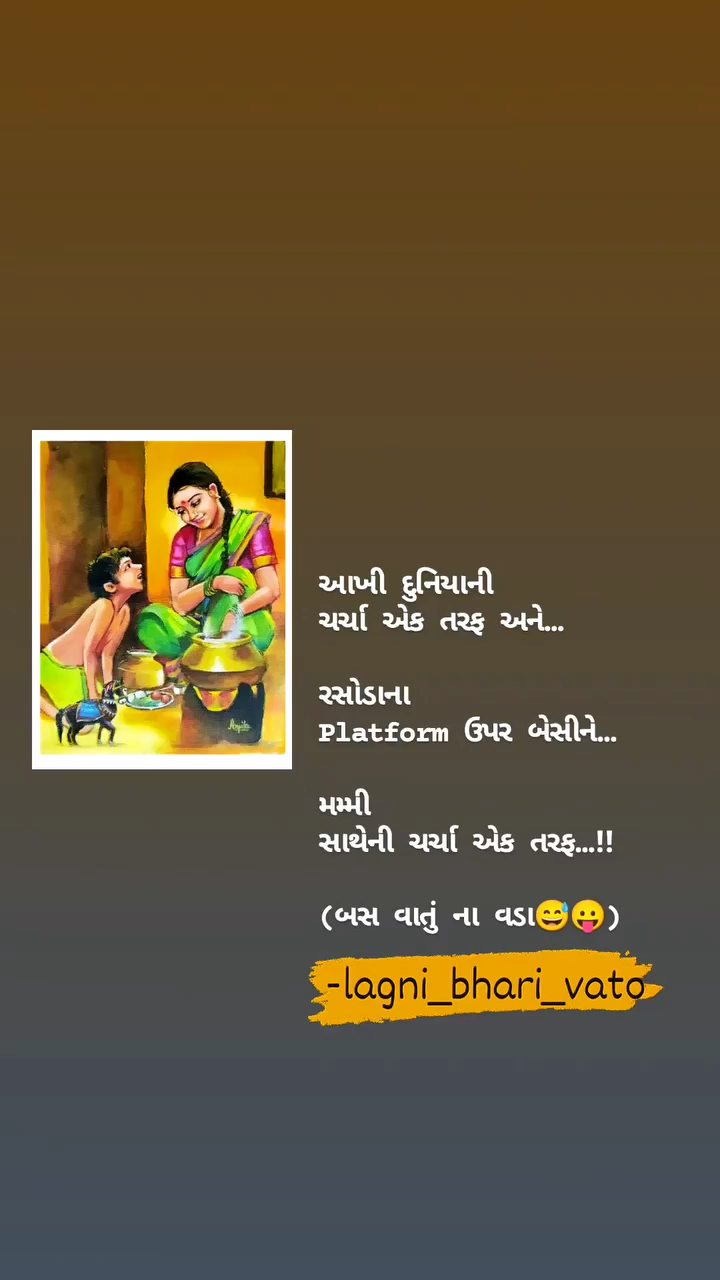 આખી દુનિયાની
ચર્ચા એક તરફ અને...
રસોડાના
Platform ઉપર બેસીને...
મમ્મી
સાથેની ચર્ચા એક તરફ...!!
(બસ વાતું ના વડા😅😛)
-lagni_bhari_vato